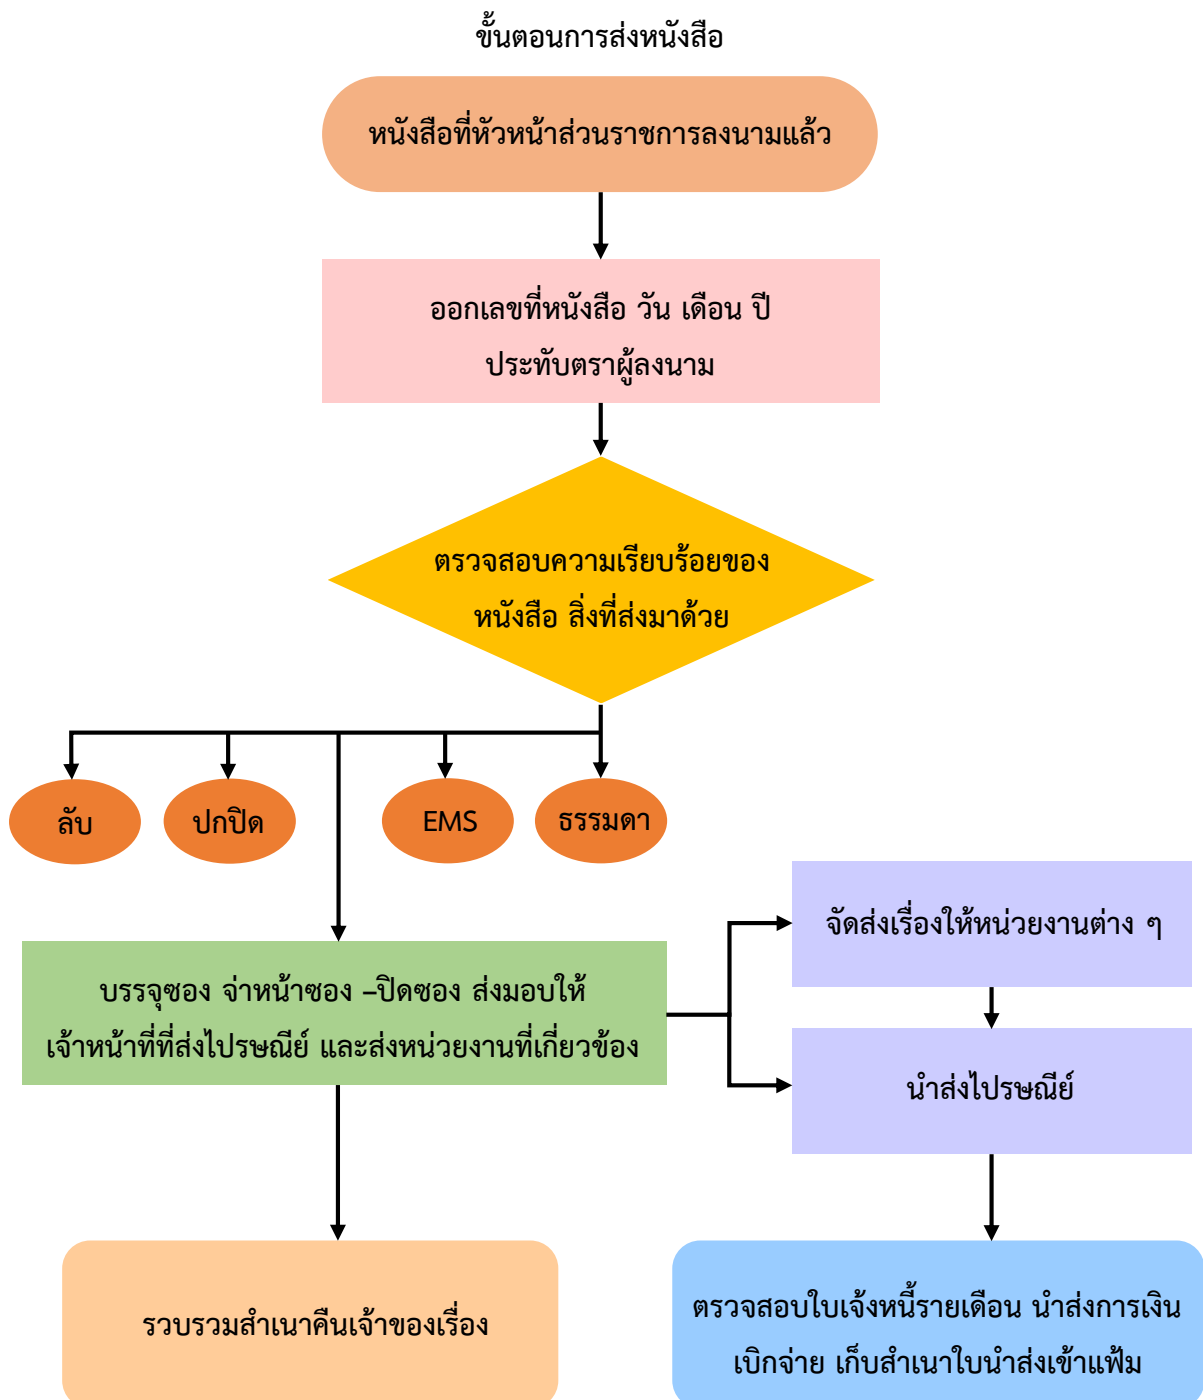 ขั้นตอนการส่งหนังสือ
หนังสือที่หัวหน้าส่วนราชการลงนามแล้ว
ออกเลขที่หนังสือ วัน เดือน ปี
ประทับตราผู้ลงนาม
ตรวจสอบความเรียบร้อยของ
หนังสือ สิ่งที่ส่งมาด้วย
ลับ
ปกปิด
EMS
ธรรมดา
จัดส่งเรื่องให้หน่วยงานต่าง ๆ
บรรจุซอง จ่าหน้าซอง –ปิดซอง ส่งมอบให้
เจ้าหน้าที่ที่ส่งไปรษณีย์ และส่งหน่วยงานที่เกี่ยวข้อง
นำส่งไปรษณีย์
รวบรวมสำเนาคืนเจ้าของเรื่อง
ตรวจสอบใบเจ้งหนี้รายเดือน นำส่งการเงิน
เบิกจ่าย เก็บสำเนาใบนำส่งเข้าแฟ้ม